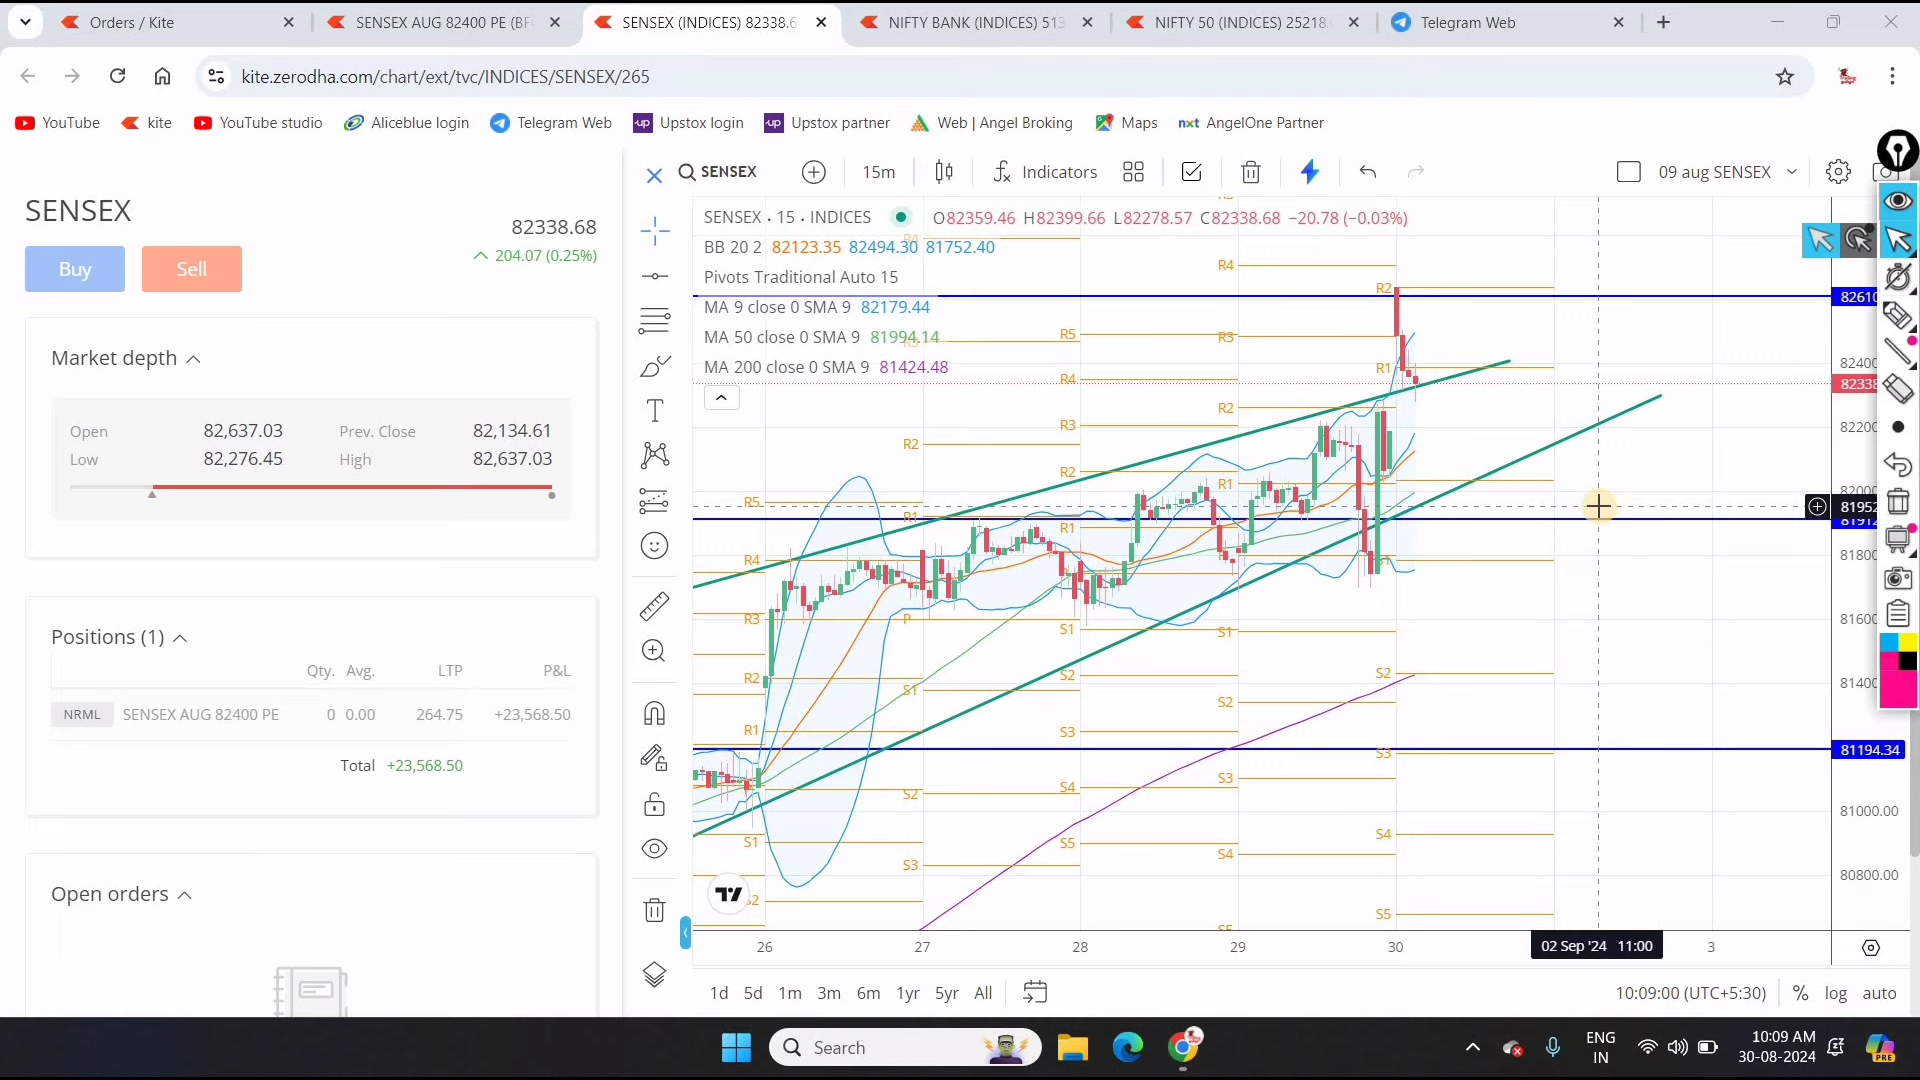 Orders / Kite
SENSEX AUG 82400 PE (BF
SENSEX (INDICES) 82338.6
NIFTY BANK (INDICES) 513
NIFTY 50 (INDICES) 25218
Telegram Web
kite.zerodha.com/chart/ext/tvc/INDICES/SENSEX/265
YouTube
kite
YouTube studio
Aliceblue login
Telegram Web
up Upstox login
up Upstox partner
Web | Angel Broking
Maps
nxt AngelOne Partner
SENSEX
82338.68
204.07 (0.25%)
Buy
Sell
Market depth
Open 82,637.03 Prev. Close 82,134.61
Low 82,276.45 High 82,637.03
Positions (1)
Qty. Avg. LTP P&L
NRML SENSEX AUG 82400 PE 0 0.00 264.75 +23,568.50
Total +23,568.50
Open orders
SENSEX
15m
Indicators
09 aug SENSEX
SENSEX · 15 · INDICES O82359.46 H82399.66 L82278.57 C82338.68 −20.78 (−0.03%)
BB 20 2 82123.35 82494.30 81752.40
Pivots Traditional Auto 15
MA 9 close 0 SMA 9 82179.44
MA 50 close 0 SMA 9 81994.14
MA 200 close 0 SMA 9 81424.48
R5
R4
R3
R2
R1
S1
S2
R4
R2
R1
P
S1
S2
S3
R5
R4
R3
R2
R1
S1
S2
S3
S4
S5
R4
R3
R2
R1
S1
S2
S3
S4
R2
R1
S1
S2
S3
S4
S5
82610
82400
82338
82200
82000
81952
81912
81800
81600
81400
81194.34
81000.00
80800.00
26 27 28 29 30 02 Sep '24 11:00 3
1d 5d 1m 3m 6m 1yr 5yr All
10:09:00 (UTC+5:30) % log auto
Search
ENG
IN
10:09 AM
30-08-2024
PRE